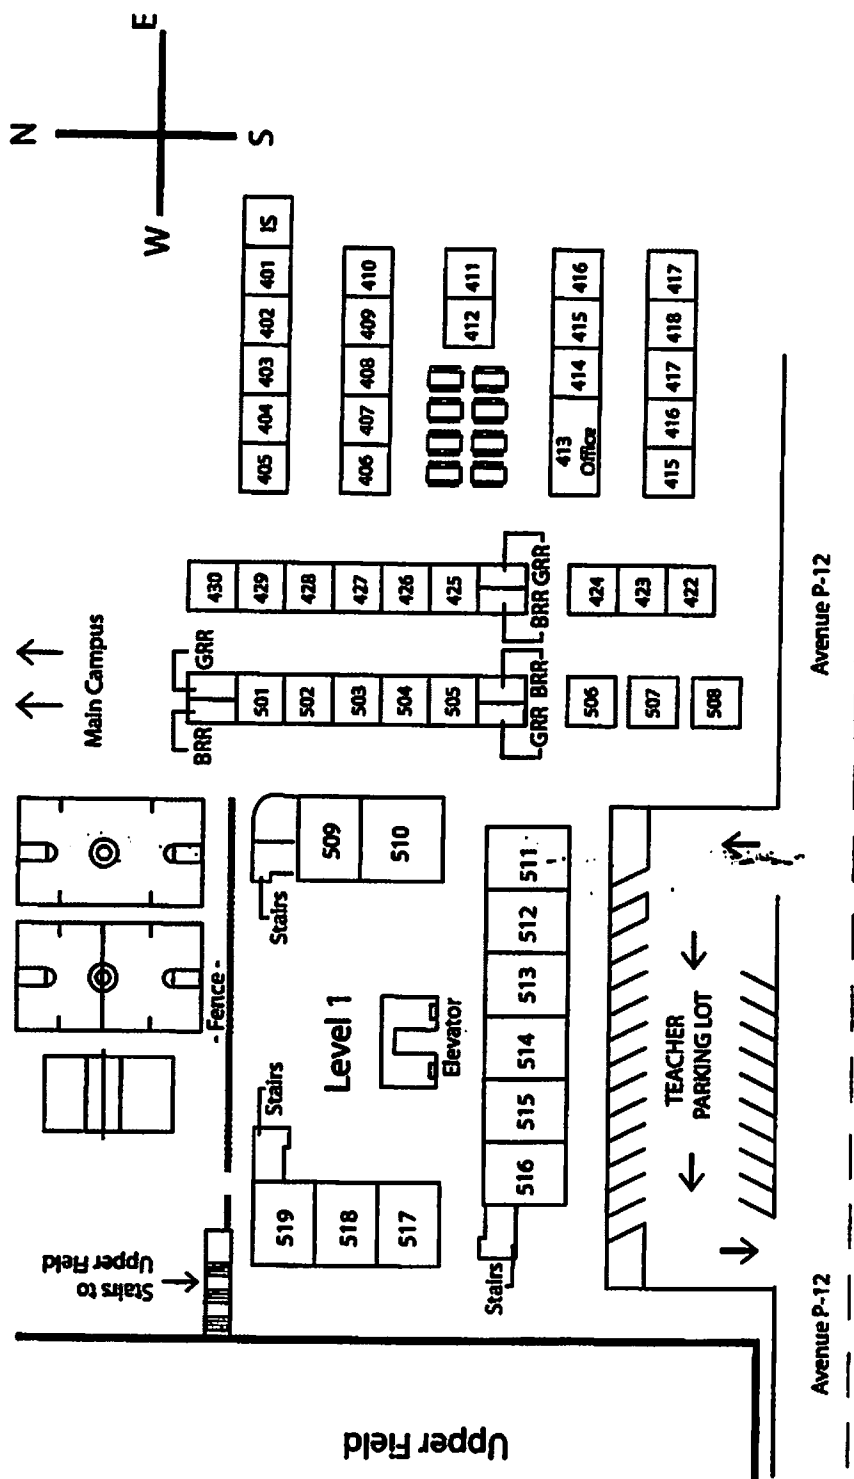 N
E
S
W
IS
401
402
403
404
405
410
409
408
407
406
411
412
416
415
414
413
Office
417
418
417
416
415
Main Campus
430
429
428
427
426
425
BRR
GRR
424
423
422
BRR
GRR
501
502
503
504
505
GRR
BRR
506
507
508
Avenue P-12
- Fence -
Stairs
509
510
Level 1
Elevator
Stairs
511
512
513
514
515
516
519
518
517
Stairs
TEACHER
PARKING LOT
Stairs to
Upper Field
Upper Field
Avenue P-12